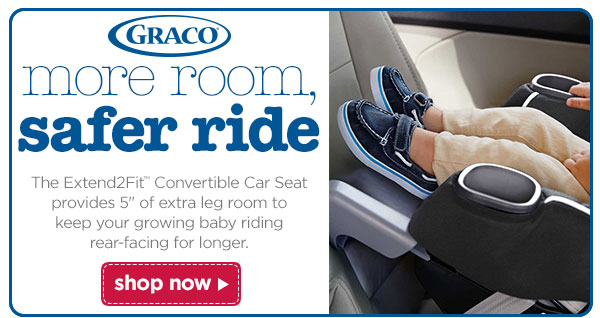 GRACO®
more room,
safer ride
The Extend2Fit™ Convertible Car Seat
provides 5" of extra leg room to
keep your growing baby riding
rear-facing for longer.
shop now ▶